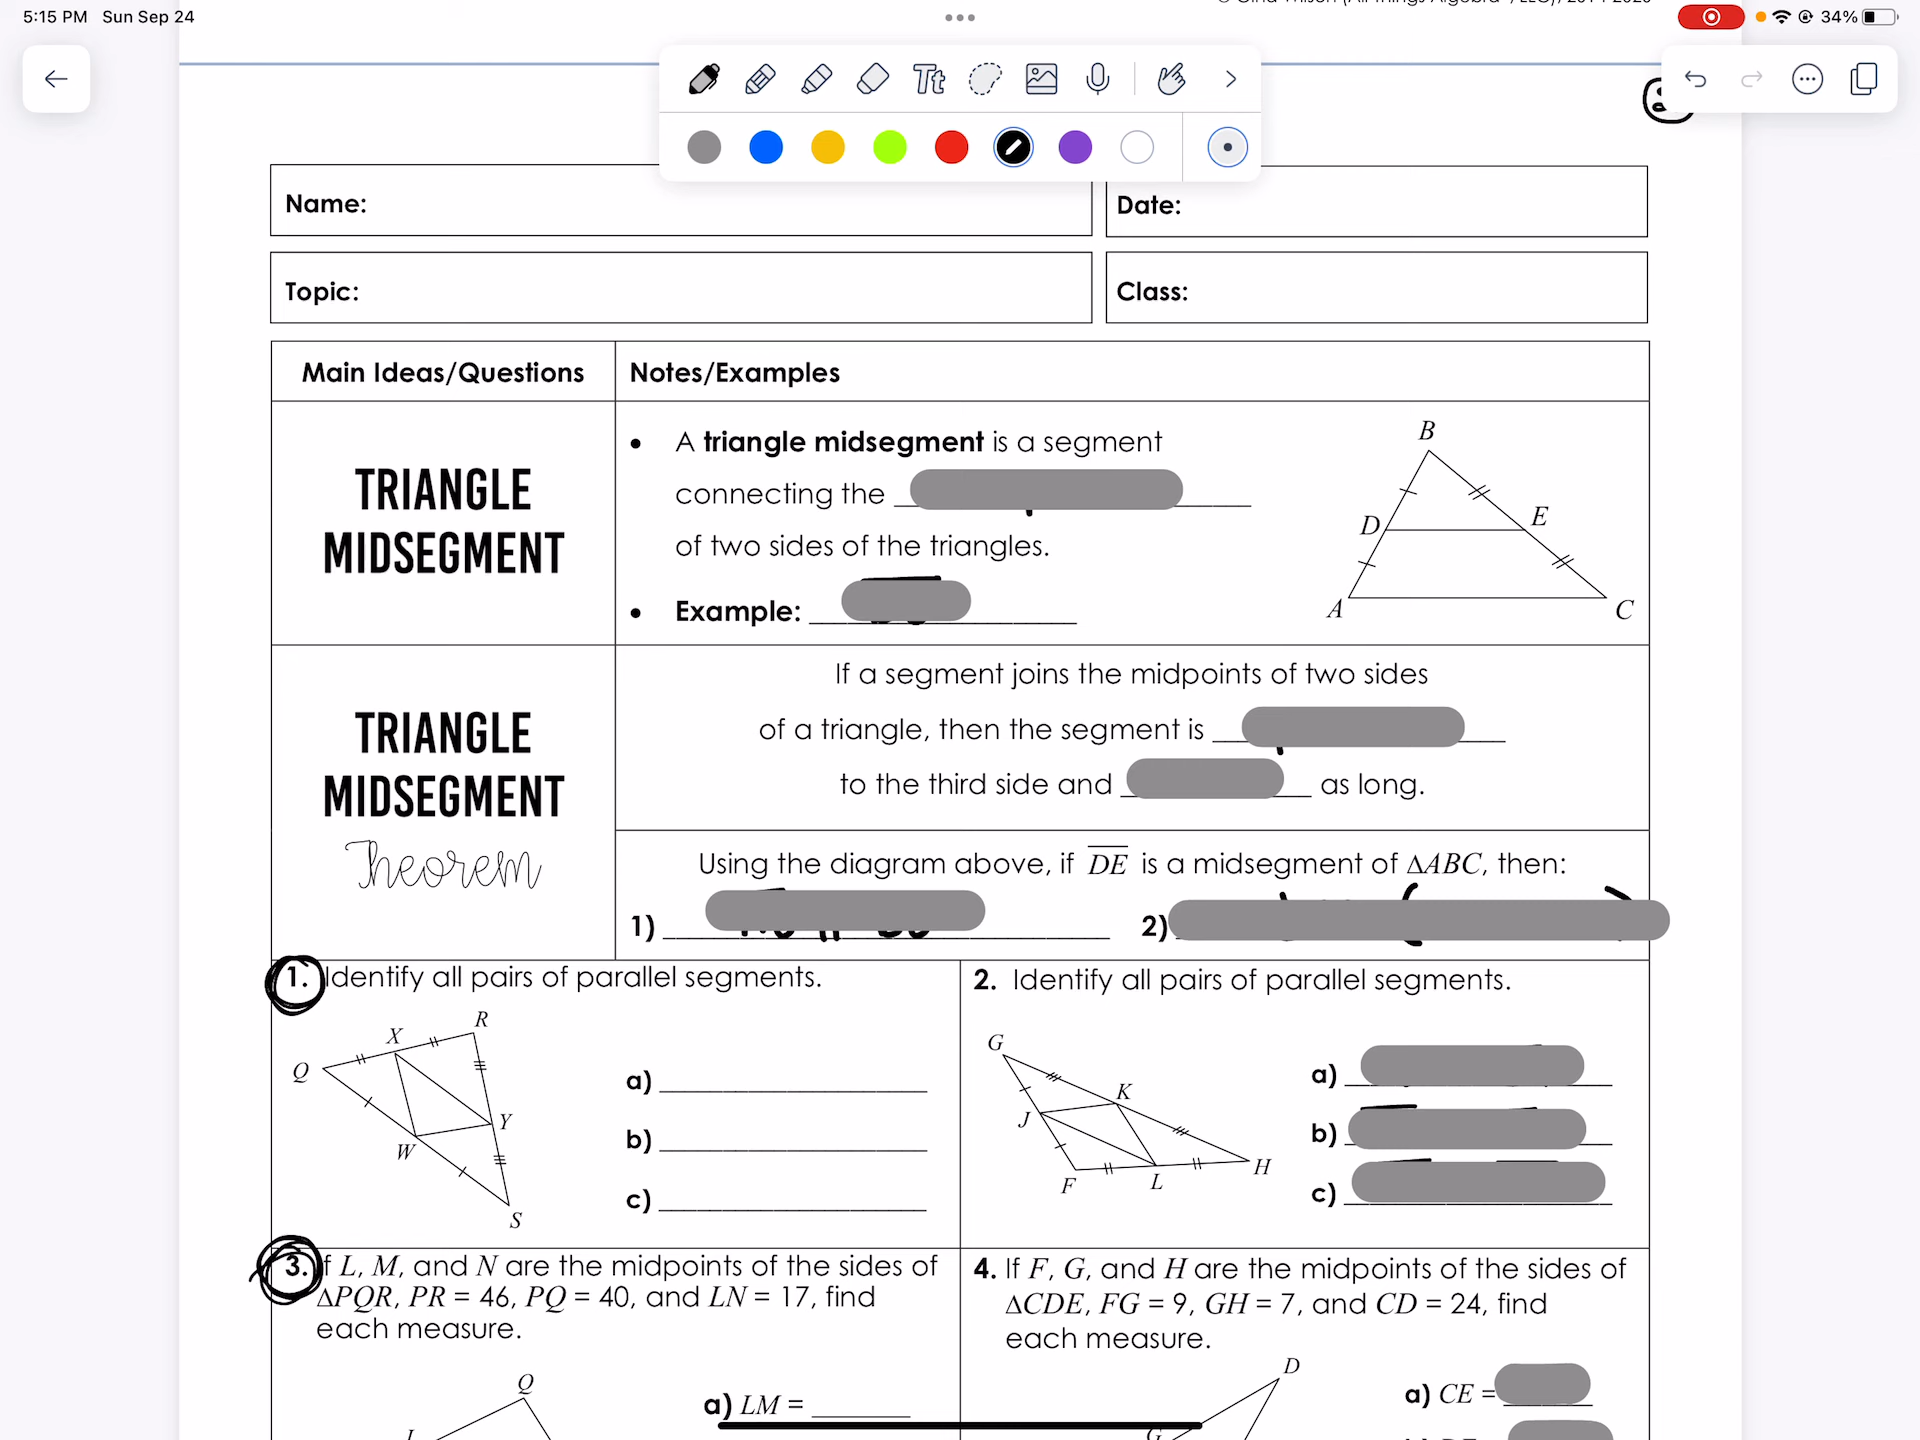 5:15 PM Sun Sep 24
34%
Tt
Name:
Date:
Topic:
Class:
Main Ideas/Questions
Notes/Examples
TRIANGLE
MIDSEGMENT
• A triangle midsegment is a segment
connecting the
of two sides of the triangles.
• Example:
B
D
E
A
C
TRIANGLE
MIDSEGMENT
Theorem
If a segment joins the midpoints of two sides
of a triangle, then the segment is
to the third side and as long.
Using the diagram above, if DE is a midsegment of ΔABC, then:
1)
2)
1. Identify all pairs of parallel segments.
Q
X
R
Y
W
S
a)
b)
c)
2. Identify all pairs of parallel segments.
G
K
J
H
F
L
a)
b)
c)
3. If L, M, and N are the midpoints of the sides of
ΔPQR, PR = 46, PQ = 40, and LN = 17, find
each measure.
Q
L
a) LM =
4. If F, G, and H are the midpoints of the sides of
ΔCDE, FG = 9, GH = 7, and CD = 24, find
each measure.
D
G
a) CE =